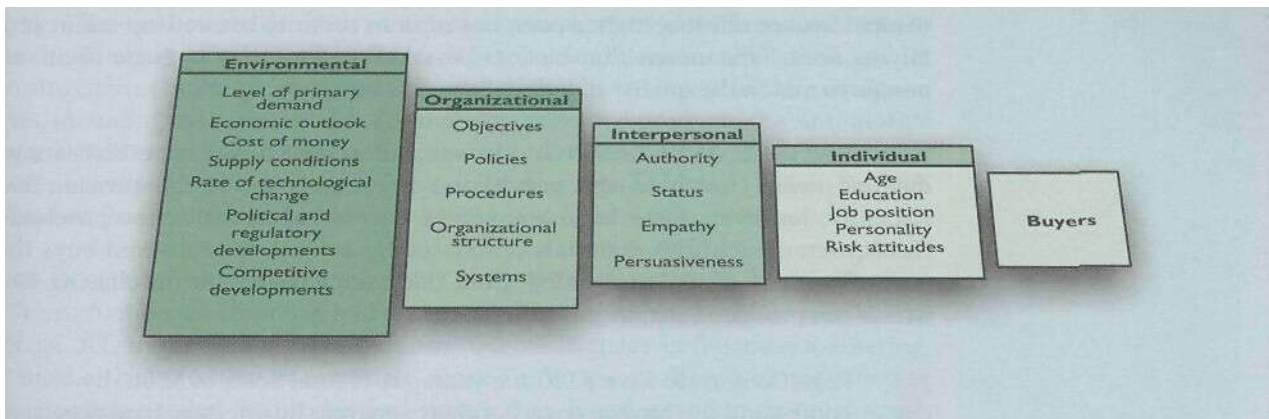 Environmental
Level of primary
demand
Economic outlook
Cost of money
Supply conditions
Rate of technological
change
Political and
regulatory
developments
Competitive
developments
Organizational
Objectives
Policies
Procedures
Organizational
structure
Systems
Interpersonal
Authority
Status
Empathy
Persuasiveness
Individual
Age
Education
Job position
Personality
Risk attitudes
Buyers